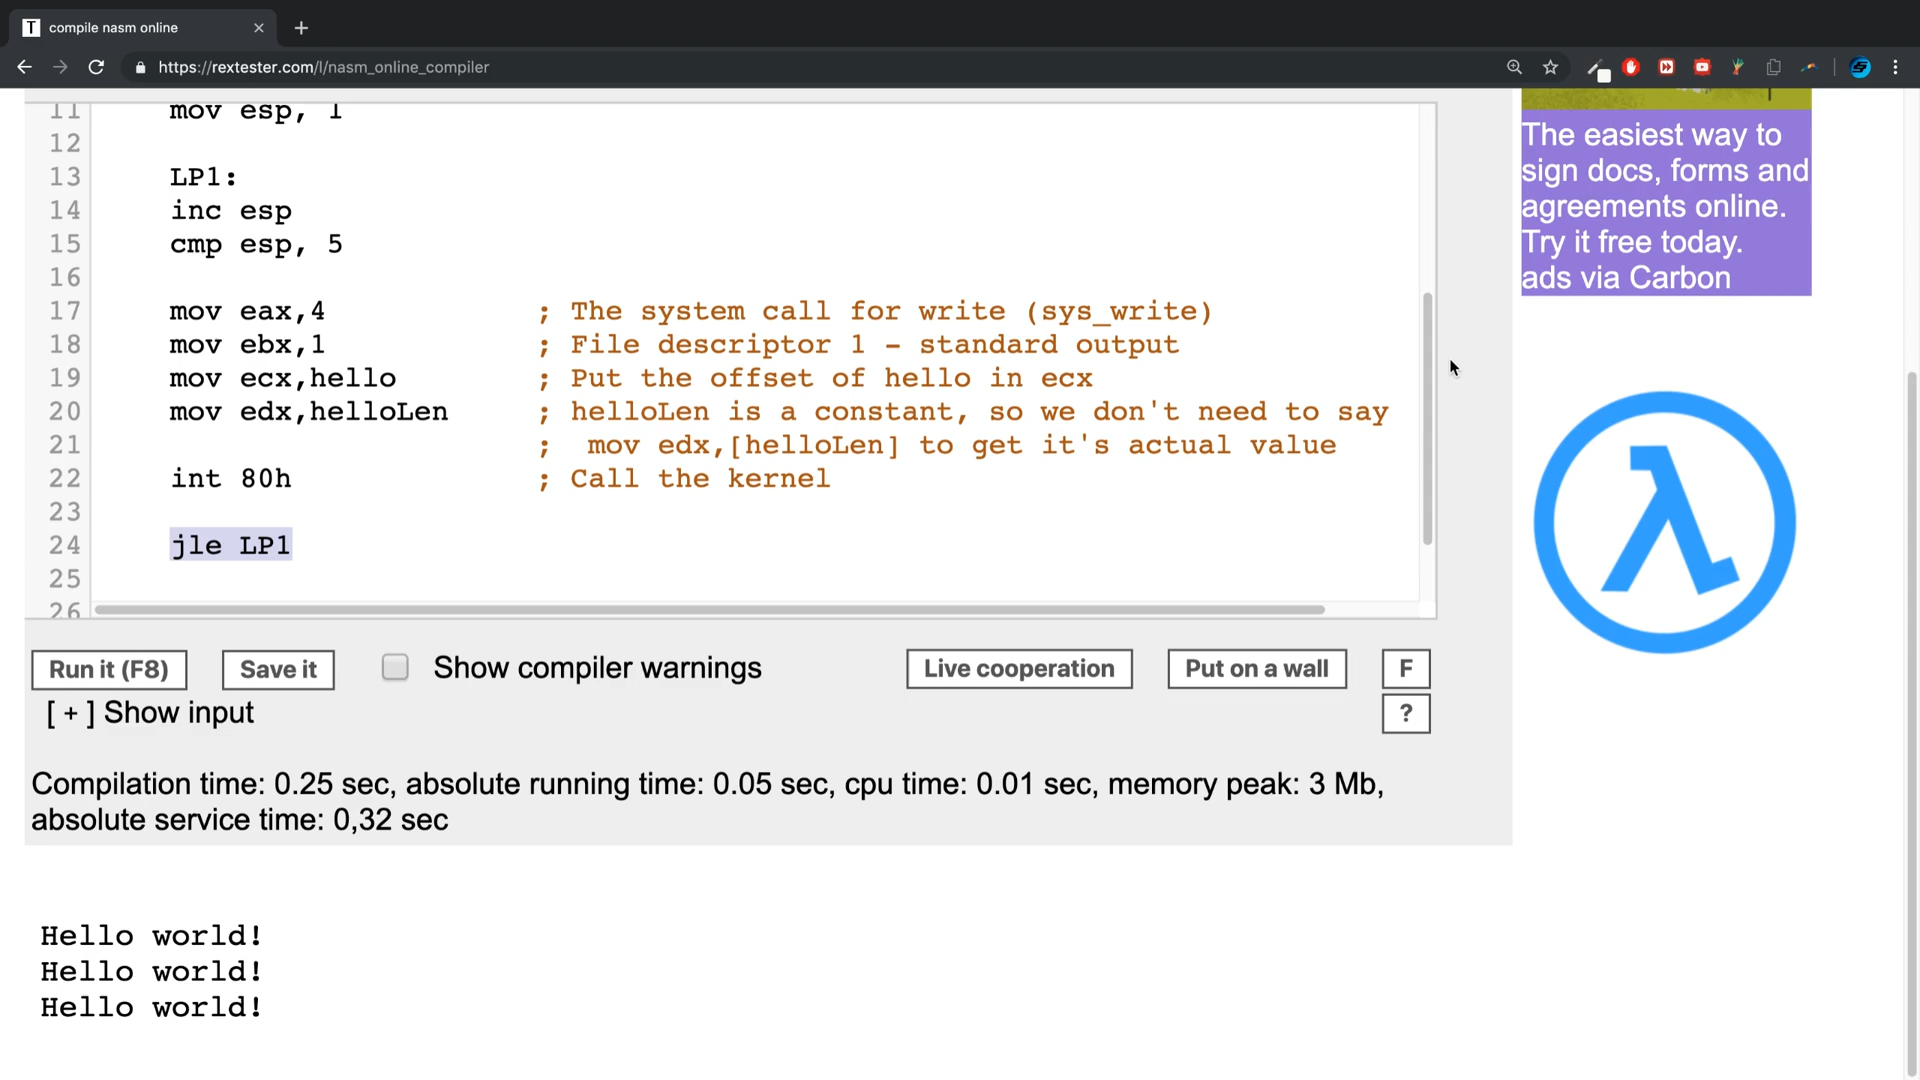 T compile nasm online
https://rextester.com/l/nasm_online_compiler
11 mov esp, 1
12
13 LP1:
14 inc esp
15 cmp esp, 5
16
17 mov eax,4 ; The system call for write (sys_write)
18 mov ebx,1 ; File descriptor 1 - standard output
19 mov ecx,hello ; Put the offset of hello in ecx
20 mov edx,helloLen ; helloLen is a constant, so we don't need to say
21 ; mov edx,[helloLen] to get it's actual value
22 int 80h ; Call the kernel
23
24 jle LP1
25
26
The easiest way to
sign docs, forms and
agreements online.
Try it free today.
ads via Carbon
Run it (F8) Save it Show compiler warnings Live cooperation Put on a wall F
[ + ] Show input ?
Compilation time: 0.25 sec, absolute running time: 0.05 sec, cpu time: 0.01 sec, memory peak: 3 Mb,
absolute service time: 0,32 sec
Hello world!
Hello world!
Hello world!